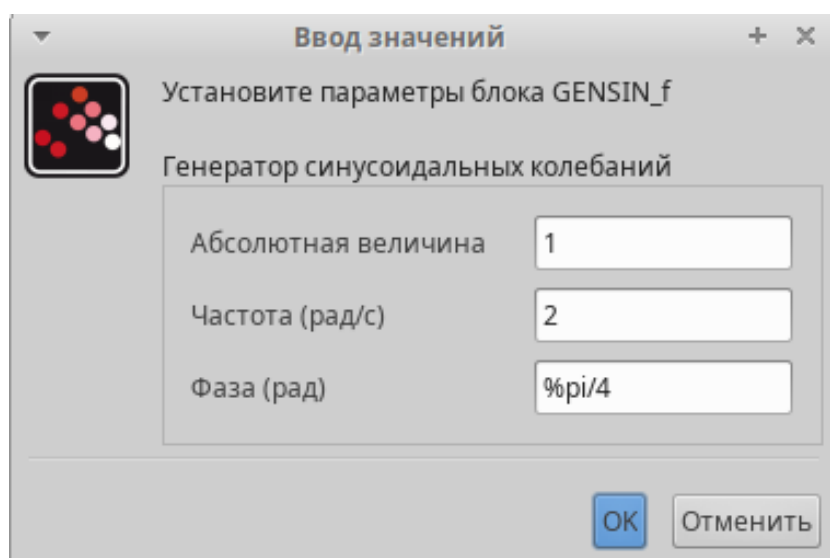 Ввод значений
Установите параметры блока GENSIN_f
Генератор синусоидальных колебаний
Абсолютная величина 1
Частота (рад/с) 2
Фаза (рад) %pi/4
OK Отменить